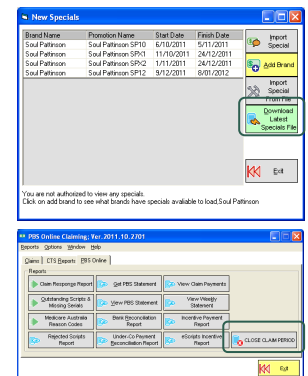 New Specials
Brand Name Promotion Name Start Date Finish Date
Soul Pattinson Soul Pattinson SP10 6/10/2011 5/11/2011
Soul Pattinson Soul Pattinson SPX1 11/10/2011 24/12/2011
Soul Pattinson Soul Pattinson SPX2 1/11/2011 24/12/2011
Soul Pattinson Soul Pattinson SP12 9/12/2011 8/01/2012
Import Special
Add Brand
Import Special From File
Download Latest Specials File
Exit
You are not authorized to view any specials.
Click on add brand to see what brands have specials available to load,Soul Pattinson
PBS Online Claiming; Ver.2011.10.2701
Reports Options Window Help
Claims CTS Reports PBS Online
Reports
Claim Response Report Get PBS Statement View Claim Payments
Outstanding Scripts & Missing Serials View PBS Statement View Weekly Statement
Medicare Australia Reason Codes Bank Reconciliation Report Incentive Payment Report
Rejected Scripts Report Under-Co Payment Reconciliation Report eScripts Incentive Report CLOSE CLAIM PERIOD
Exit